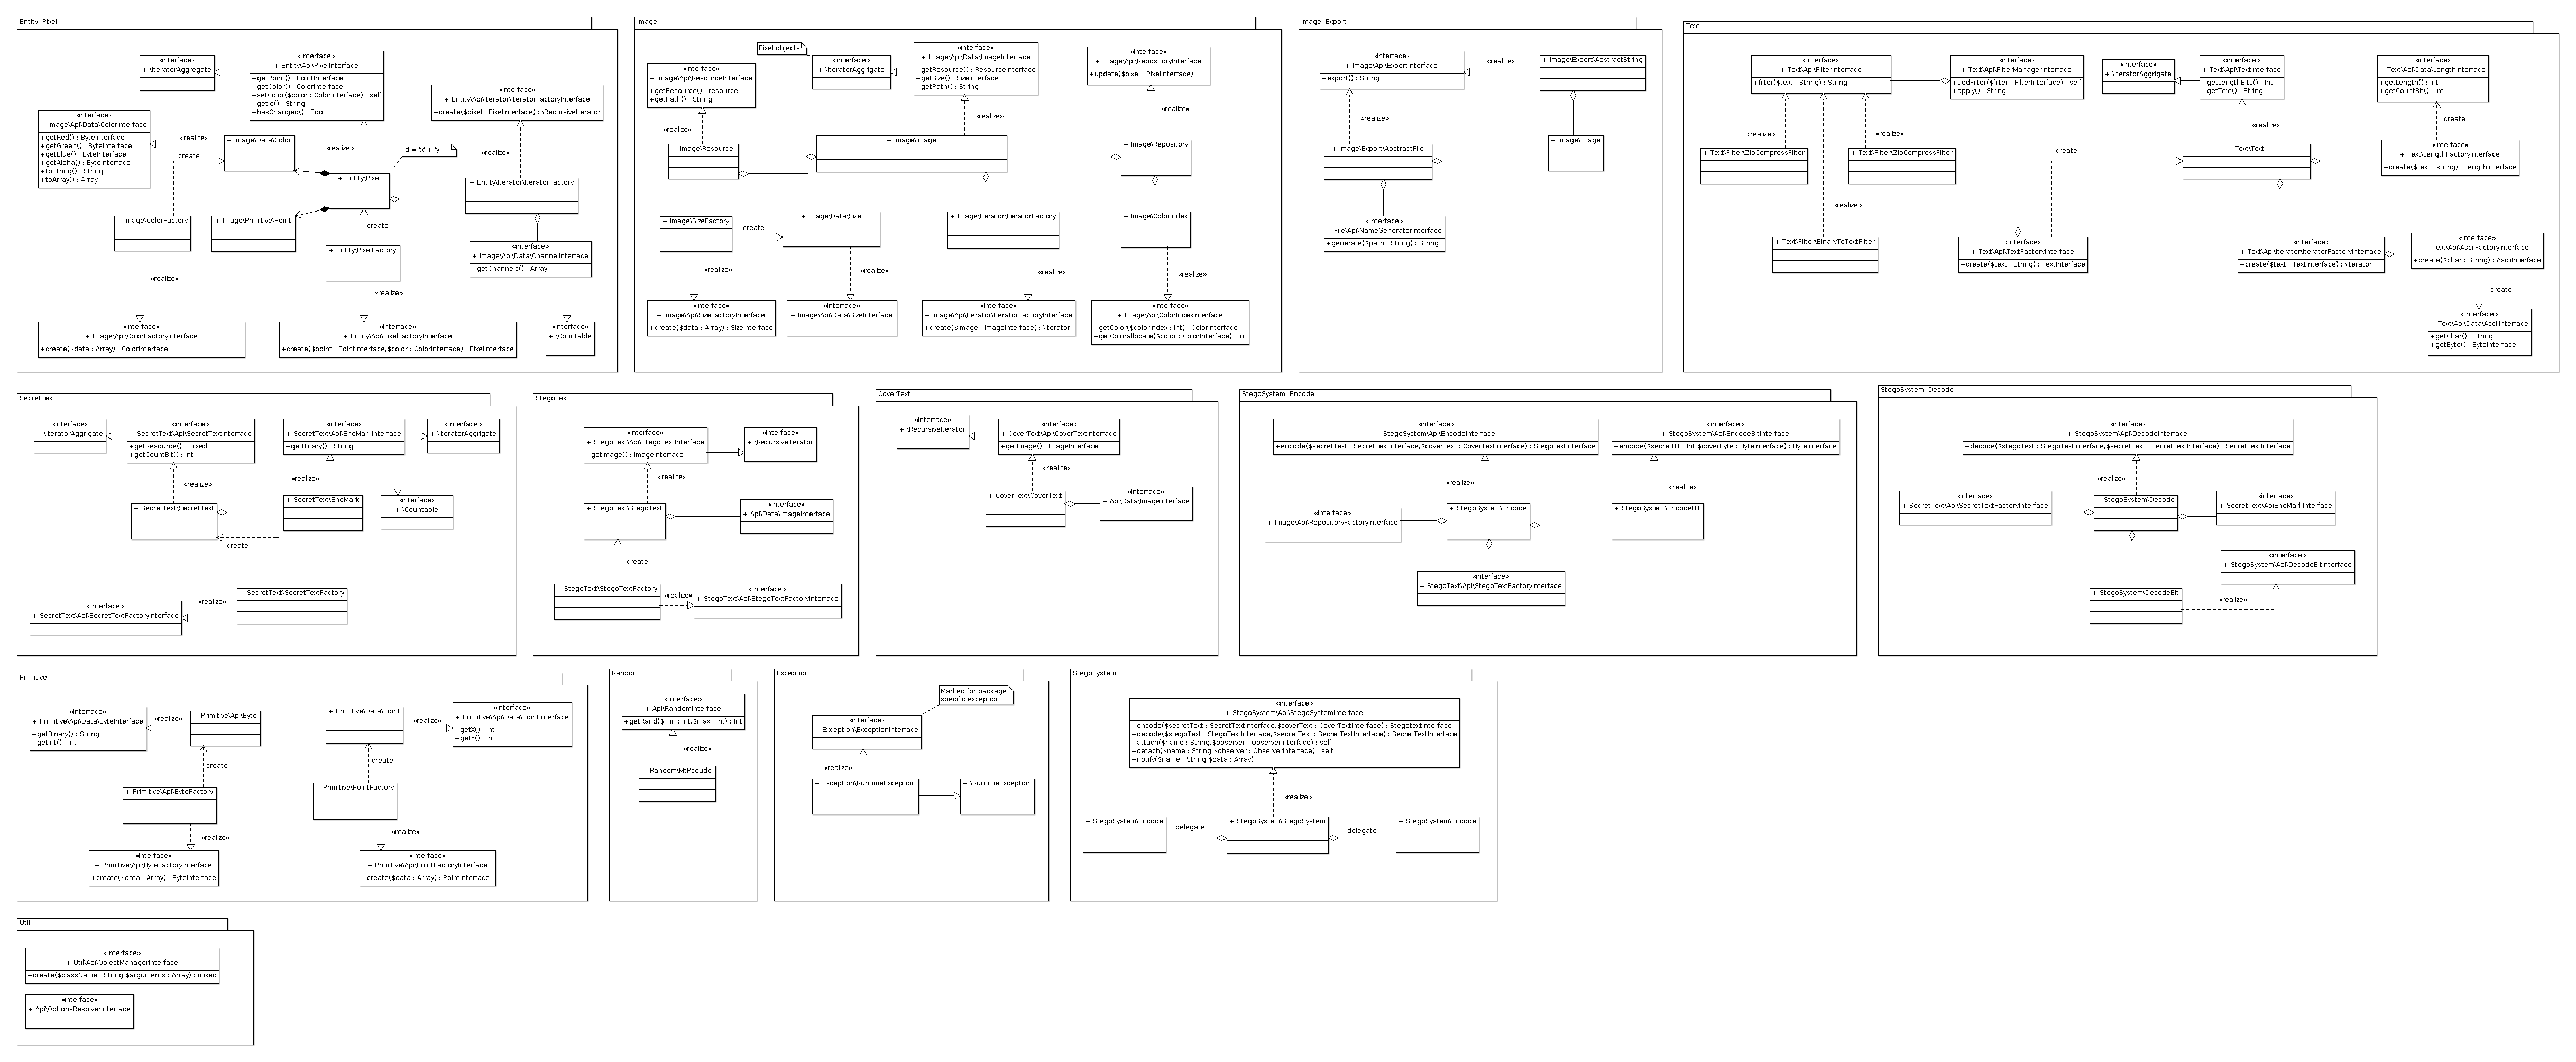 Entity: Pixel
«interface»
+ \IteratorAggregate
«interface»
+ Entity\Api\PixelInterface
+getPoint() : PointInterface
+getColor() : ColorInterface
+setColor($color : ColorInterface) : self
+getId() : String
+hasChanged() : Bool
«interface»
+ Entity\Api\Iterator\IteratorFactoryInterface
+create($pixel : PixelInterface) : \RecursiveIterator
«interface»
+ Image\Api\Data\ColorInterface
+getRed() : ByteInterface
+getGreen() : ByteInterface
+getBlue() : ByteInterface
+getAlpha() : ByteInterface
+toString() : String
+toArray() : Array
«realize»
create
+ Image\Data\Color
«realize»
id = 'x' + 'y'
«realize»
+ Entity\Pixel
+ Entity\Iterator\IteratorFactory
+ Image\ColorFactory
+ Image\Primitive\Point
create
+ Entity\PixelFactory
«interface»
+ Image\Api\Data\ChannelInterface
+getChannels() : Array
«realize»
«realize»
«interface»
+ Image\Api\ColorFactoryInterface
+create($data : Array) : ColorInterface
«interface»
+ Entity\Api\PixelFactoryInterface
+create($point : PointInterface,$color : ColorInterface) : PixelInterface
«interface»
+ \Countable
Image
Pixel objects
«interface»
+ Image\Api\ResourceInterface
+getResource() : resource
+getPath() : String
«interface»
+ \IteratorAggregate
«interface»
+ Image\Api\Data\ImageInterface
+getResource() : ResourceInterface
+getSize() : SizeInterface
+getPath() : String
«interface»
+ Image\Api\RepositoryInterface
+update($pixel : PixelInterface)
«realize»
«realize»
«realize»
+ Image\Resource
+ Image\Image
+ Image\Repository
+ Image\SizeFactory
create
+ Image\Data\Size
+ Image\Iterator\IteratorFactory
+ Image\ColorIndex
«realize»
«realize»
«realize»
«realize»
«interface»
+ Image\Api\SizeFactoryInterface
+create($data : Array) : SizeInterface
«interface»
+ Image\Api\Data\SizeInterface
«interface»
+ Image\Api\Iterator\IteratorFactoryInterface
+create($image : ImageInterface) : \Iterator
«interface»
+ Image\Api\ColorIndexInterface
+getColor($colorIndex : Int) : ColorInterface
+getColorallocate($color : ColorInterface) : Int
Image: Export
«interface»
+ Image\Api\ExportInterface
+export() : String
«realize»
+ Image\Export\AbstractString
«realize»
+ Image\Export\AbstractFile
+ Image\Image
«interface»
+ File\Api\NameGeneratorInterface
+generate($path : String) : String
Text
«interface»
+ Text\Api\FilterInterface
+filter($text : String) : String
«interface»
+ Text\Api\FilterManagerInterface
+addFilter($filter : FilterInterface) : self
+apply() : String
«interface»
+ \IteratorAggregate
«interface»
+ Text\Api\TextInterface
+getLengthBits() : Int
+getText() : String
«interface»
+ Text\Api\Data\LengthInterface
+getLength() : Int
+getCountBit() : Int
«realize»
«realize»
«realize»
create
+ Text\Filter\ZipCompressFilter
+ Text\Filter\ZipCompressFilter
create
+ Text\Text
«interface»
+ Text\LengthFactoryInterface
+create($text : string) : LengthInterface
«realize»
+ Text\Filter\BinaryToTextFilter
«interface»
+ Text\Api\TextFactoryInterface
+create($text : String) : TextInterface
«interface»
+ Text\Api\Iterator\IteratorFactoryInterface
+create($text : TextInterface) : \Iterator
«interface»
+ Text\Api\AsciiFactoryInterface
+create($char : String) : AsciiInterface
create
«interface»
+ Text\Api\Data\AsciiInterface
+getChar() : String
+getByte() : ByteInterface
SecretText
«interface»
+ \IteratorAggrigate
«interface»
+ SecretText\Api\SecretTextInterface
+getResource() : mixed
+getCountBit() : int
«interface»
+ SecretText\Api\EndMarkInterface
+getBinary() : String
«interface»
+ \IteratorAggrigate
«realize»
«realize»
+ SecretText\SecretText
+ SecretText\EndMark
«interface»
+ \Countable
create
+ SecretText\SecretTextFactory
«interface»
+ SecretText\Api\SecretTextFactoryInterface
«realize»
StegoText
«interface»
+ StegoText\Api\StegoTextInterface
+getImage() : ImageInterface
«interface»
+ \RecursiveIterator
«realize»
+ StegoText\StegoText
«interface»
+ Api\Data\ImageInterface
create
+ StegoText\StegoTextFactory
«realize»
«interface»
+ StegoText\Api\StegoTextFactoryInterface
CoverText
«interface»
+ \RecursiveIterator
«interface»
+ CoverText\Api\CoverTextInterface
+getImage() : ImageInterface
«realize»
+ CoverText\CoverText
«interface»
+ Api\Data\ImageInterface
StegoSystem: Encode
«interface»
+ StegoSystem\Api\EncodeInterface
+encode($secretText : SecretTextInterface,$coverText : CoverTextInterface) : StegotextInterface
«interface»
+ StegoSystem\Api\EncodeBitInterface
+encode($secretBit : Int,$coverByte : ByteInterface) : ByteInterface
«realize»
«realize»
«interface»
+ Image\Api\RepositoryFactoryInterface
+ StegoSystem\Encode
+ StegoSystem\EncodeBit
«interface»
+ StegoText\Api\StegoTextFactoryInterface
StegoSystem: Decode
«interface»
+ StegoSystem\Api\DecodeInterface
+decode($stegoText : StegoTextInterface,$secretText : SecretTextInterface) : SecretTextInterface
«realize»
«interface»
+ SecretText\Api\SecretTextFactoryInterface
+ StegoSystem\Decode
«interface»
+ SecretText\ApiEndMarkInterface
«interface»
+ StegoSystem\Api\DecodeBitInterface
+ StegoSystem\DecodeBit
«realize»
Primitive
«interface»
+ Primitive\Api\Data\ByteInterface
+getBinary() : String
+getInt() : Int
«realize»
+ Primitive\Api\Byte
+ Primitive\Data\Point
«realize»
«interface»
+ Primitive\Api\Data\PointInterface
+getX() : Int
+getY() : Int
create
create
+ Primitive\Api\ByteFactory
+ Primitive\PointFactory
«realize»
«realize»
«interface»
+ Primitive\Api\ByteFactoryInterface
+create($data : Array) : ByteInterface
«interface»
+ Primitive\Api\PointFactoryInterface
+create($data : Array) : PointInterface
Random
«interface»
+ Api\RandomInterface
+getRand($min : Int,$max : Int) : Int
«realize»
+ Random\MtPseudo
Exception
Marked for package
specific exception
«interface»
+ Exception\ExceptionInterface
«realize»
+ Exception\RuntimeException
+ \RuntimeException
StegoSystem
«interface»
+ StegoSystem\Api\StegoSystemInterface
+encode($secretText : SecretTextInterface,$coverText : CoverTextInterface) : StegotextInterface
+decode($stegoText : StegoTextInterface,$secretText : SecretTextInterface) : SecretTextInterface
+attach($name : String,$observer : ObserverInterface) : self
+detach($name : String,$observer : ObserverInterface) : self
+notify($name : String,$data : Array)
«realize»
+ StegoSystem\Encode
delegate
+ StegoSystem\StegoSystem
delegate
+ StegoSystem\Encode
Util
«interface»
+ Util\Api\ObjectManagerInterface
+create($className : String,$arguments : Array) : mixed
«interface»
+ Api\OptionsResolverInterface